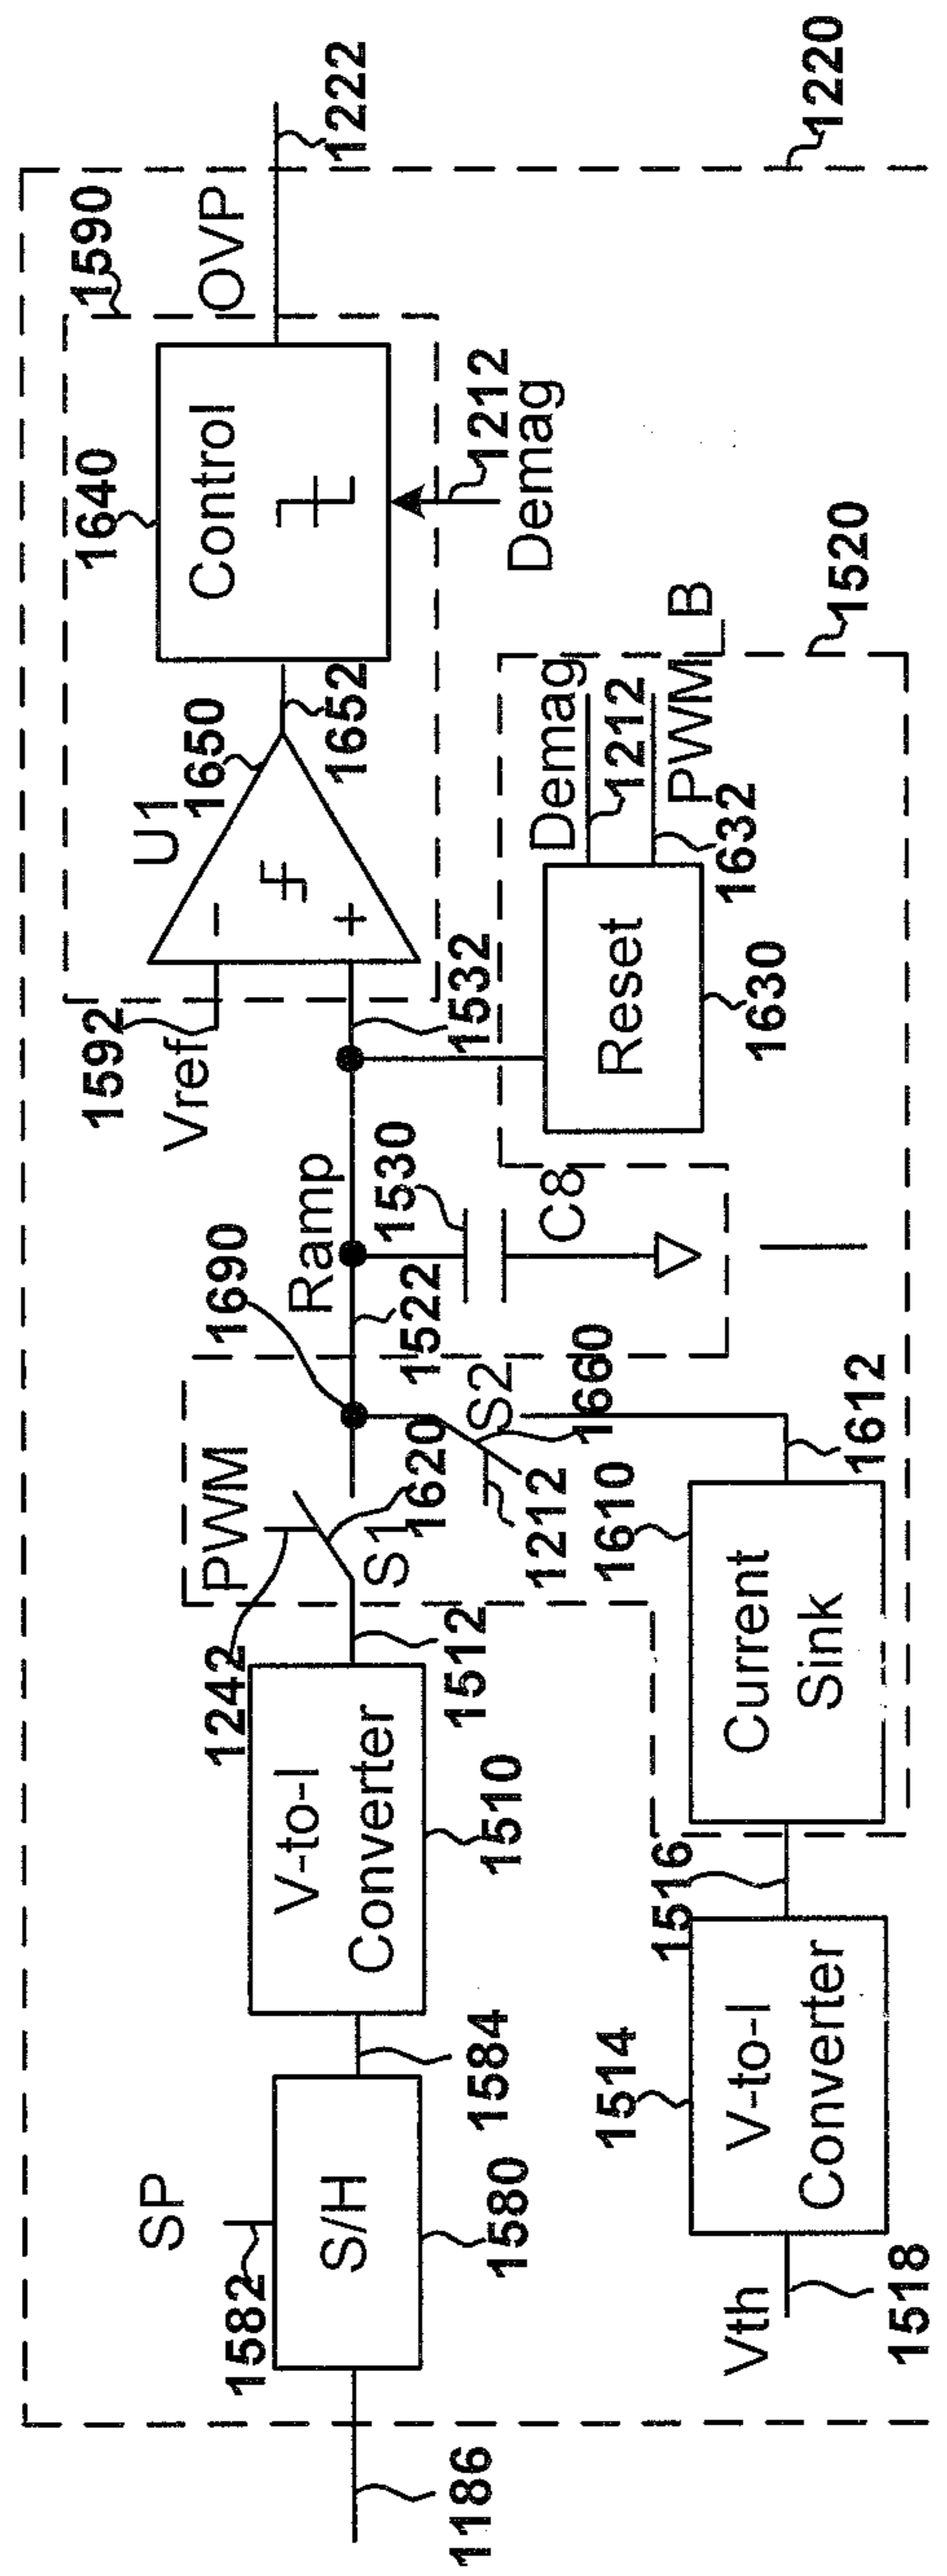 1186
SP
1582
S/H
1580
1584
V-to-I
Converter
1510
1512
1242
PWM
S1
1620
1690
S2
1660
1212
Ramp
1522
1530
C8
1532
Vref
1592
U1
1650
−
+
1652
1590
1640
Control
OVP
1222
1212
Demag
Demag
1212
PWM_B
1632
Reset
1630
1520
1220
Vth
1518
1514
V-to-I
Converter
1516
1610
Current
Sink
1612